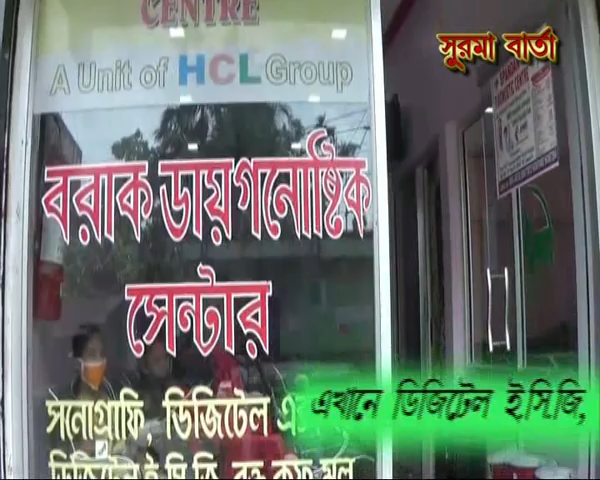 CENTRE
সুরমা বার্তা
A Unit of HCL Group
বরাক ডায়গনোষ্টিক
সেন্টার
সনোগ্রাফি, ডিজিটেল
এখানে ডিজিটেল ইসিজি,
ডিজিটেল ই.সি.জি,